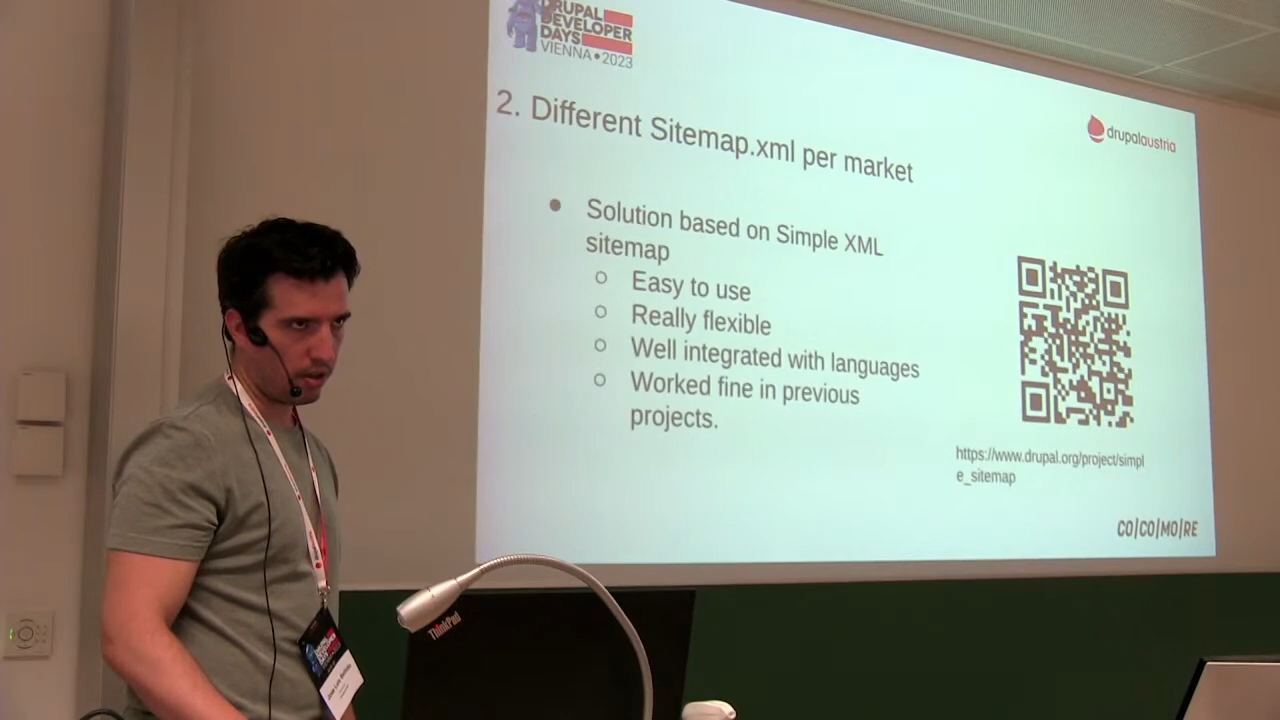 DRUPAL
DEVELOPER
DAYS
VIENNA • 2023
2. Different Sitemap.xml per market
drupalaustria
● Solution based on Simple XML
sitemap
○ Easy to use
○ Really flexible
○ Well integrated with languages
○ Worked fine in previous
projects.
https://www.drupal.org/project/simpl
e_sitemap
CO|CO|MO|RE
ThinkPad
DRUPAL
DEVELOPER